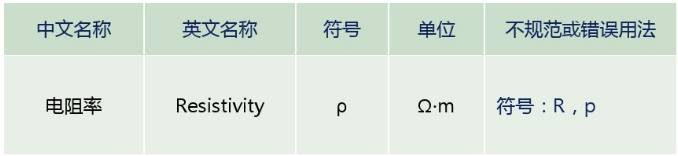 中文名称 英文名称 符号 单位 不规范或错误用法
电阻率 Resistivity ρ Ω·m 符号：R，p